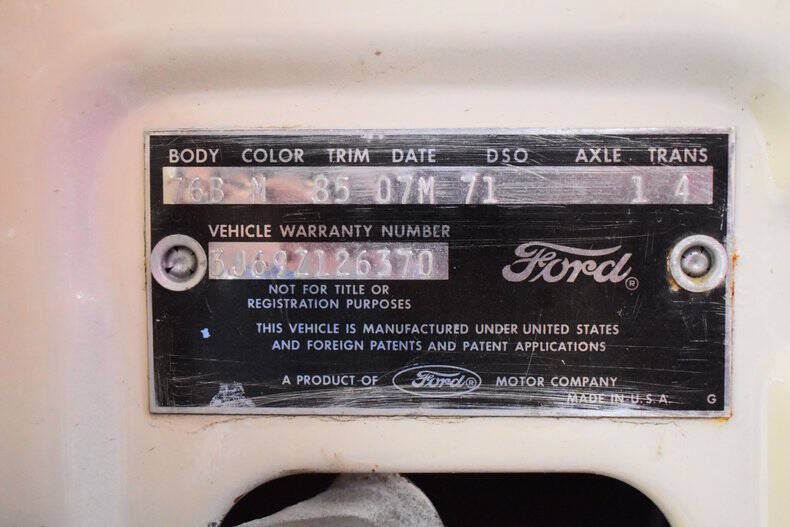 BODY COLOR TRIM DATE DSO AXLE TRANS
76B M 85 07M 71 1 4
VEHICLE WARRANTY NUMBER
3J69Z126370
Ford®
NOT FOR TITLE OR
REGISTRATION PURPOSES
THIS VEHICLE IS MANUFACTURED UNDER UNITED STATES
AND FOREIGN PATENTS AND PATENT APPLICATIONS
A PRODUCT OF Ford® MOTOR COMPANY
MADE IN U.S.A. G